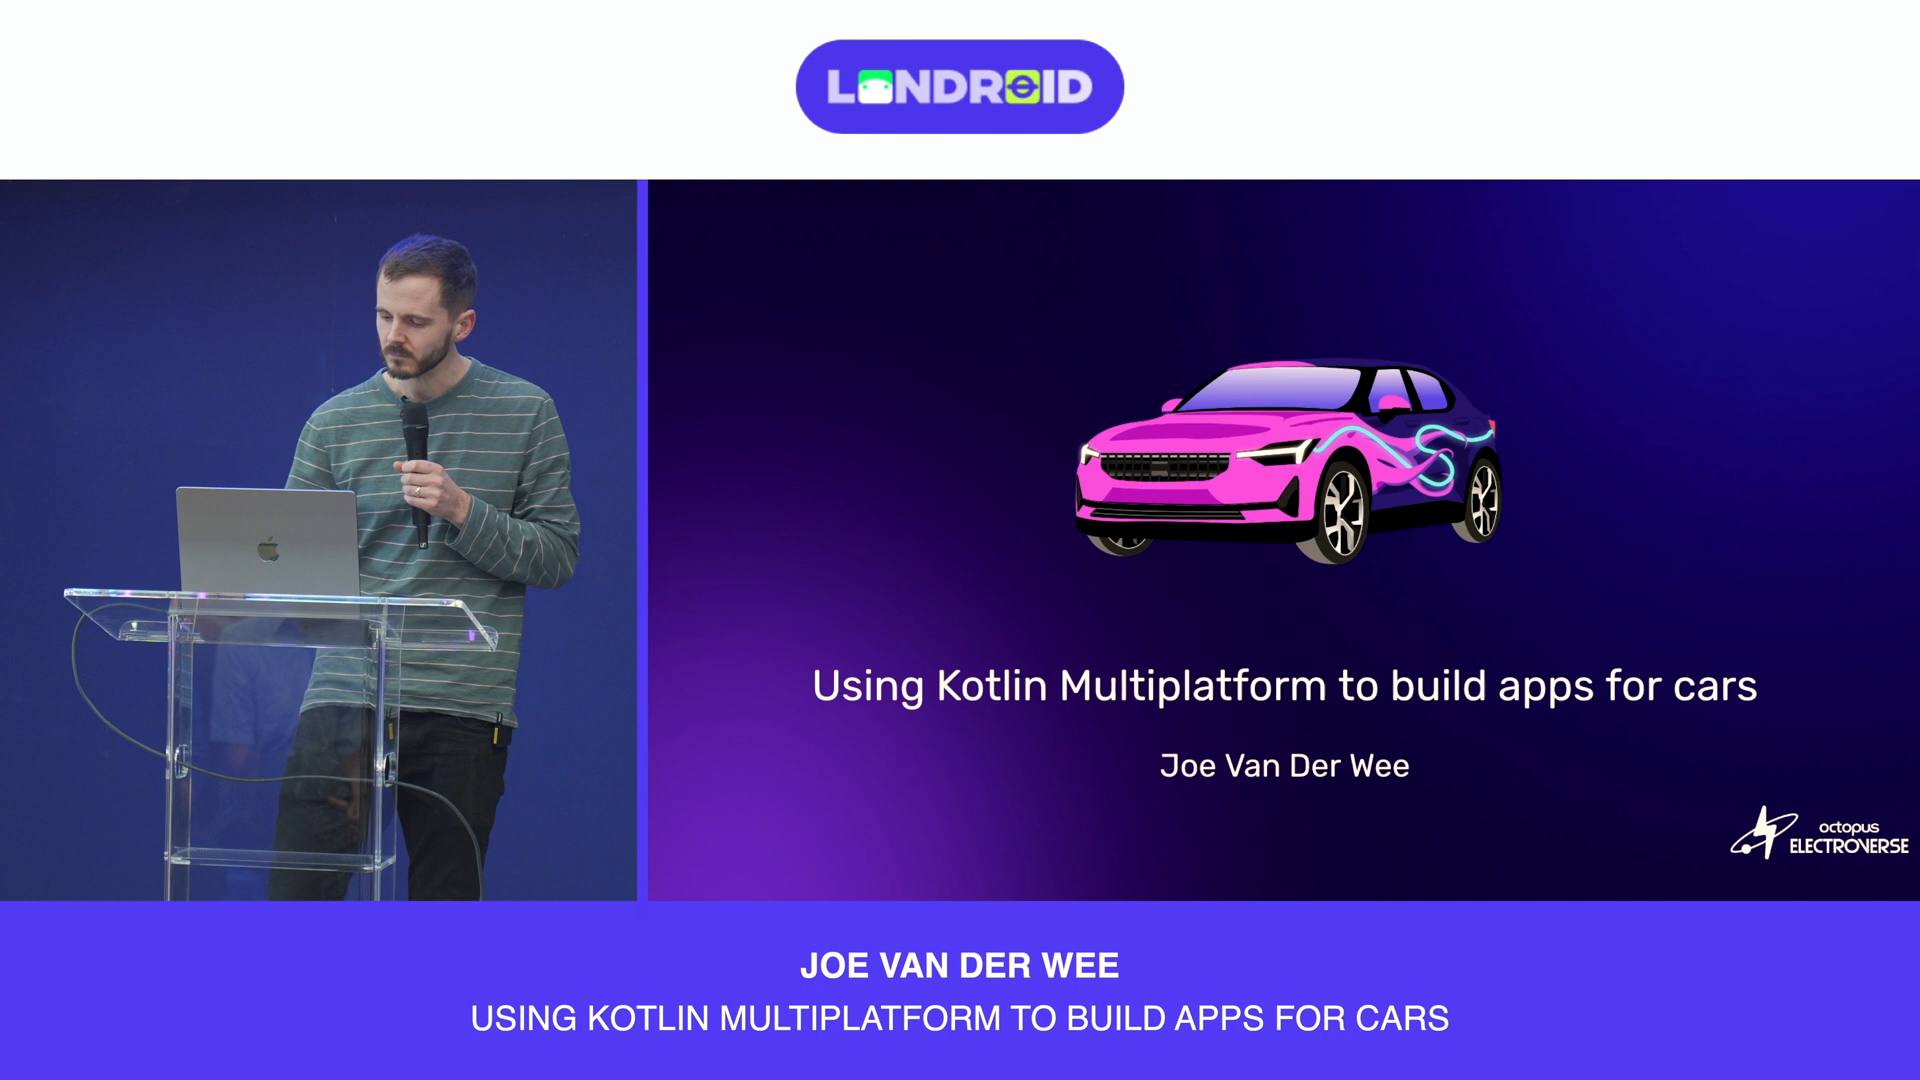 LONDROID
Using Kotlin Multiplatform to build apps for cars
Joe Van Der Wee
octopus
ELECTROVERSE
JOE VAN DER WEE
USING KOTLIN MULTIPLATFORM TO BUILD APPS FOR CARS